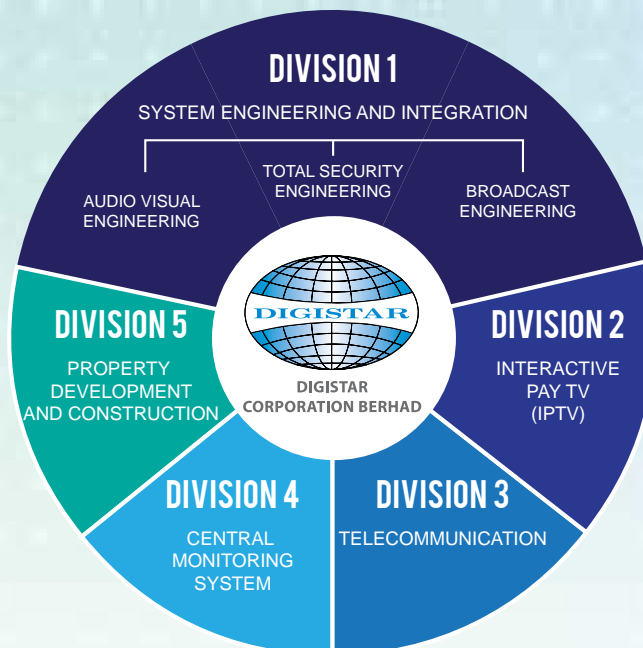 DIVISION 1
SYSTEM ENGINEERING AND INTEGRATION
AUDIO VISUAL
ENGINEERING
TOTAL SECURITY
ENGINEERING
BROADCAST
ENGINEERING
DIVISION 5
PROPERTY
DEVELOPMENT
AND CONSTRUCTION
DIGISTAR
DIGISTAR
CORPORATION BERHAD
DIVISION 2
INTERACTIVE
PAY TV
(IPTV)
DIVISION 4
CENTRAL
MONITORING
SYSTEM
DIVISION 3
TELECOMMUNICATION